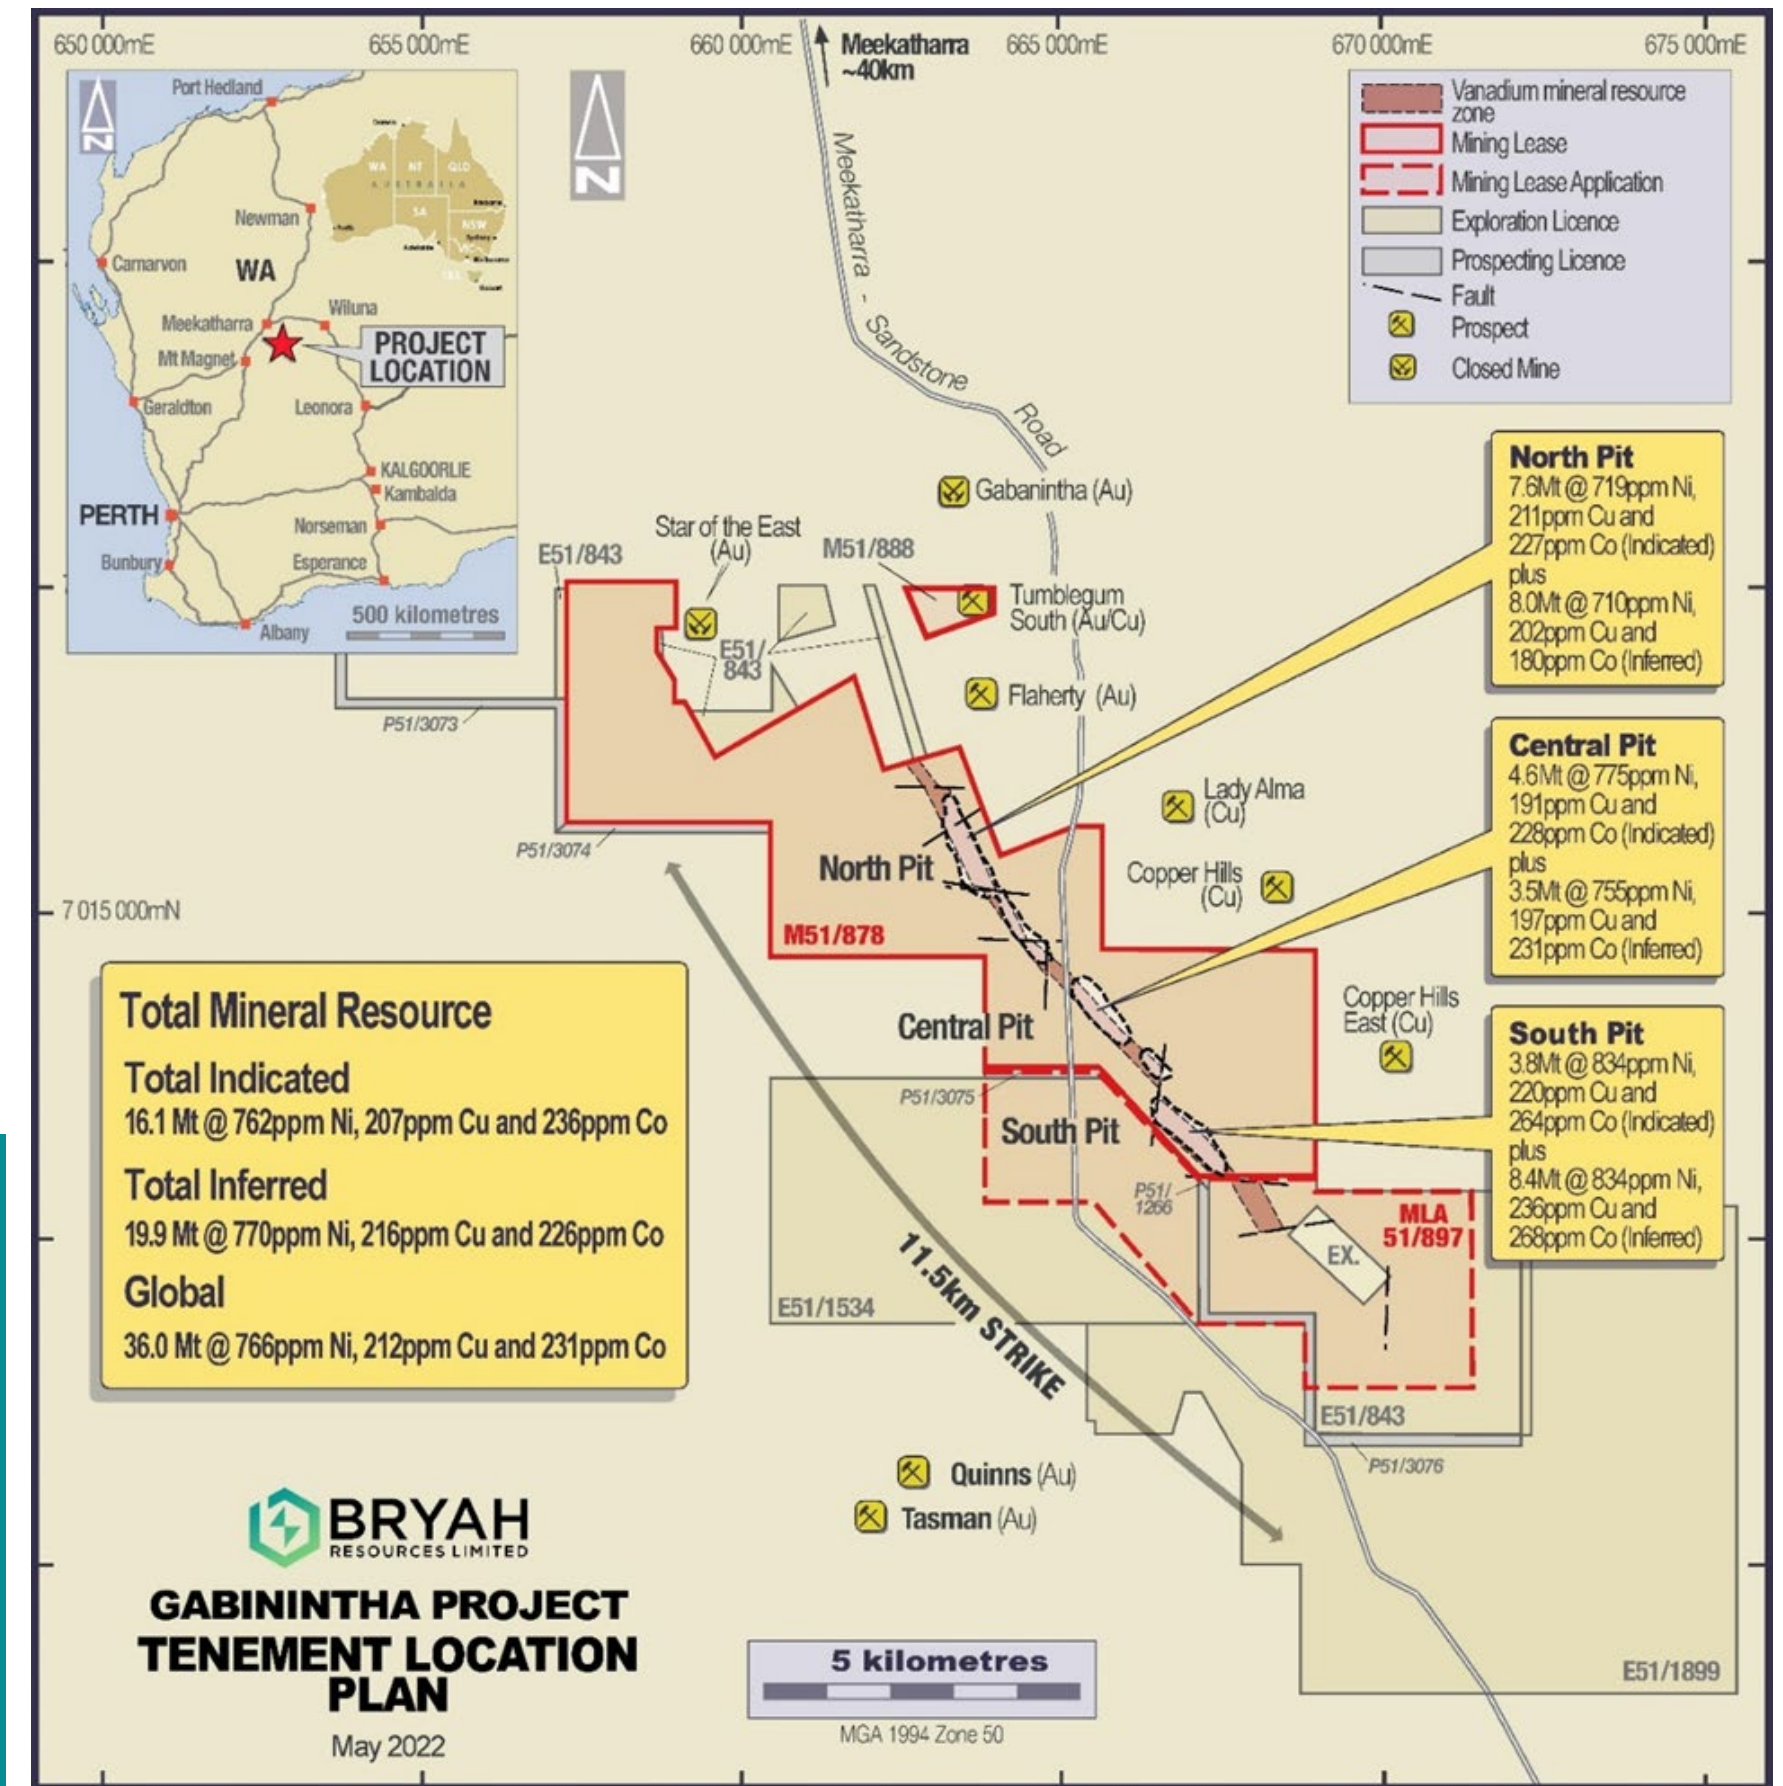 650 000mE
655 000mE
660 000mE
665 000mE
670 000mE
675 000mE
Meekatharra
~40km
Meekatharra - Sandstone Road
N
N
Port Hedland
Newman
Carnarvon
WA
Wiluna
Meekatharra
Mt Magnet
PROJECT
LOCATION
Geraldton
Leonora
KALGOORLIE
Kambalda
PERTH
Norseman
Bunbury
Esperance
500 kilometres
Albany
WA
NT
QLD
AUSTRALIA
SA
NSW
Vanadium mineral resource
zone
Mining Lease
Mining Lease Application
Exploration Licence
Prospecting Licence
Fault
Prospect
Closed Mine
North Pit
7.6Mt @ 719ppm Ni,
211ppm Cu and
227ppm Co (Indicated)
plus
8.0Mt @ 710ppm Ni,
202ppm Cu and
180ppm Co (Inferred)
Central Pit
4.6Mt @ 775ppm Ni,
191ppm Cu and
228ppm Co (Indicated)
plus
3.5Mt @ 755ppm Ni,
197ppm Cu and
231ppm Co (Inferred)
South Pit
3.8Mt @ 834ppm Ni,
220ppm Cu and
264ppm Co (Indicated)
plus
8.4Mt @ 834ppm Ni,
236ppm Cu and
268ppm Co (Inferred)
Gabanintha (Au)
Star of the East
(Au)
E51/843
M51/888
Tumblegum
South (Au/Cu)
E51/
843
Flaherty (Au)
P51/3073
Lady Alma
(Cu)
P51/3074
North Pit
Copper Hills
(Cu)
7 015 000mN
M51/878
Copper Hills
East (Cu)
Central Pit
P51/3075
South Pit
P51/
1266
MLA
51/897
EX.
E51/1534
11.5km STRIKE
E51/843
P51/3076
Quinns (Au)
Tasman (Au)
E51/1899
Total Mineral Resource
Total Indicated
16.1 Mt @ 762ppm Ni, 207ppm Cu and 236ppm Co
Total Inferred
19.9 Mt @ 770ppm Ni, 216ppm Cu and 226ppm Co
Global
36.0 Mt @ 766ppm Ni, 212ppm Cu and 231ppm Co
BRYAH
RESOURCES LIMITED
GABININTHA PROJECT
TENEMENT LOCATION
PLAN
May 2022
5 kilometres
MGA 1994 Zone 50